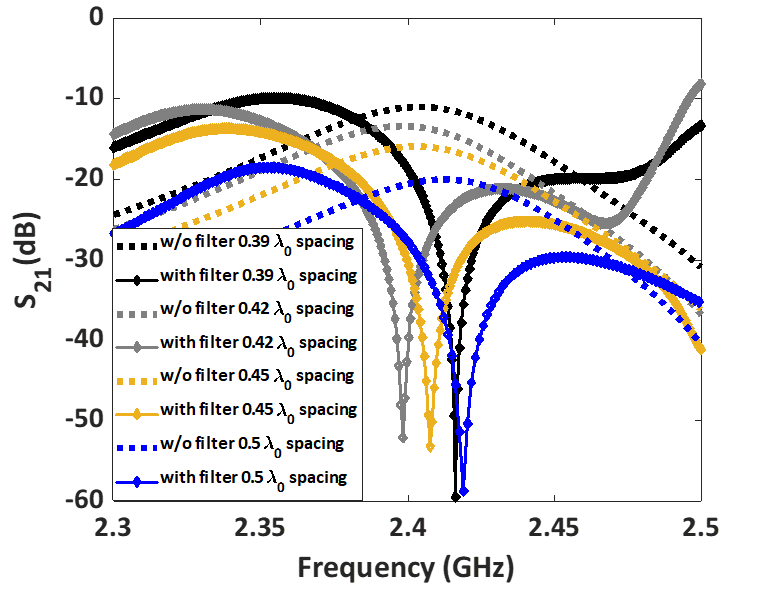 0
-10
-20
-30
-40
-50
-60
S21 (dB)
w/o filter 0.39 λ0 spacing
with filter 0.39 λ0 spacing
w/o filter 0.42 λ0 spacing
with filter 0.42 λ0 spacing
w/o filter 0.45 λ0 spacing
with filter 0.45 λ0 spacing
w/o filter 0.5 λ0 spacing
with filter 0.5 λ0 spacing
2.3 2.35 2.4 2.45 2.5
Frequency (GHz)